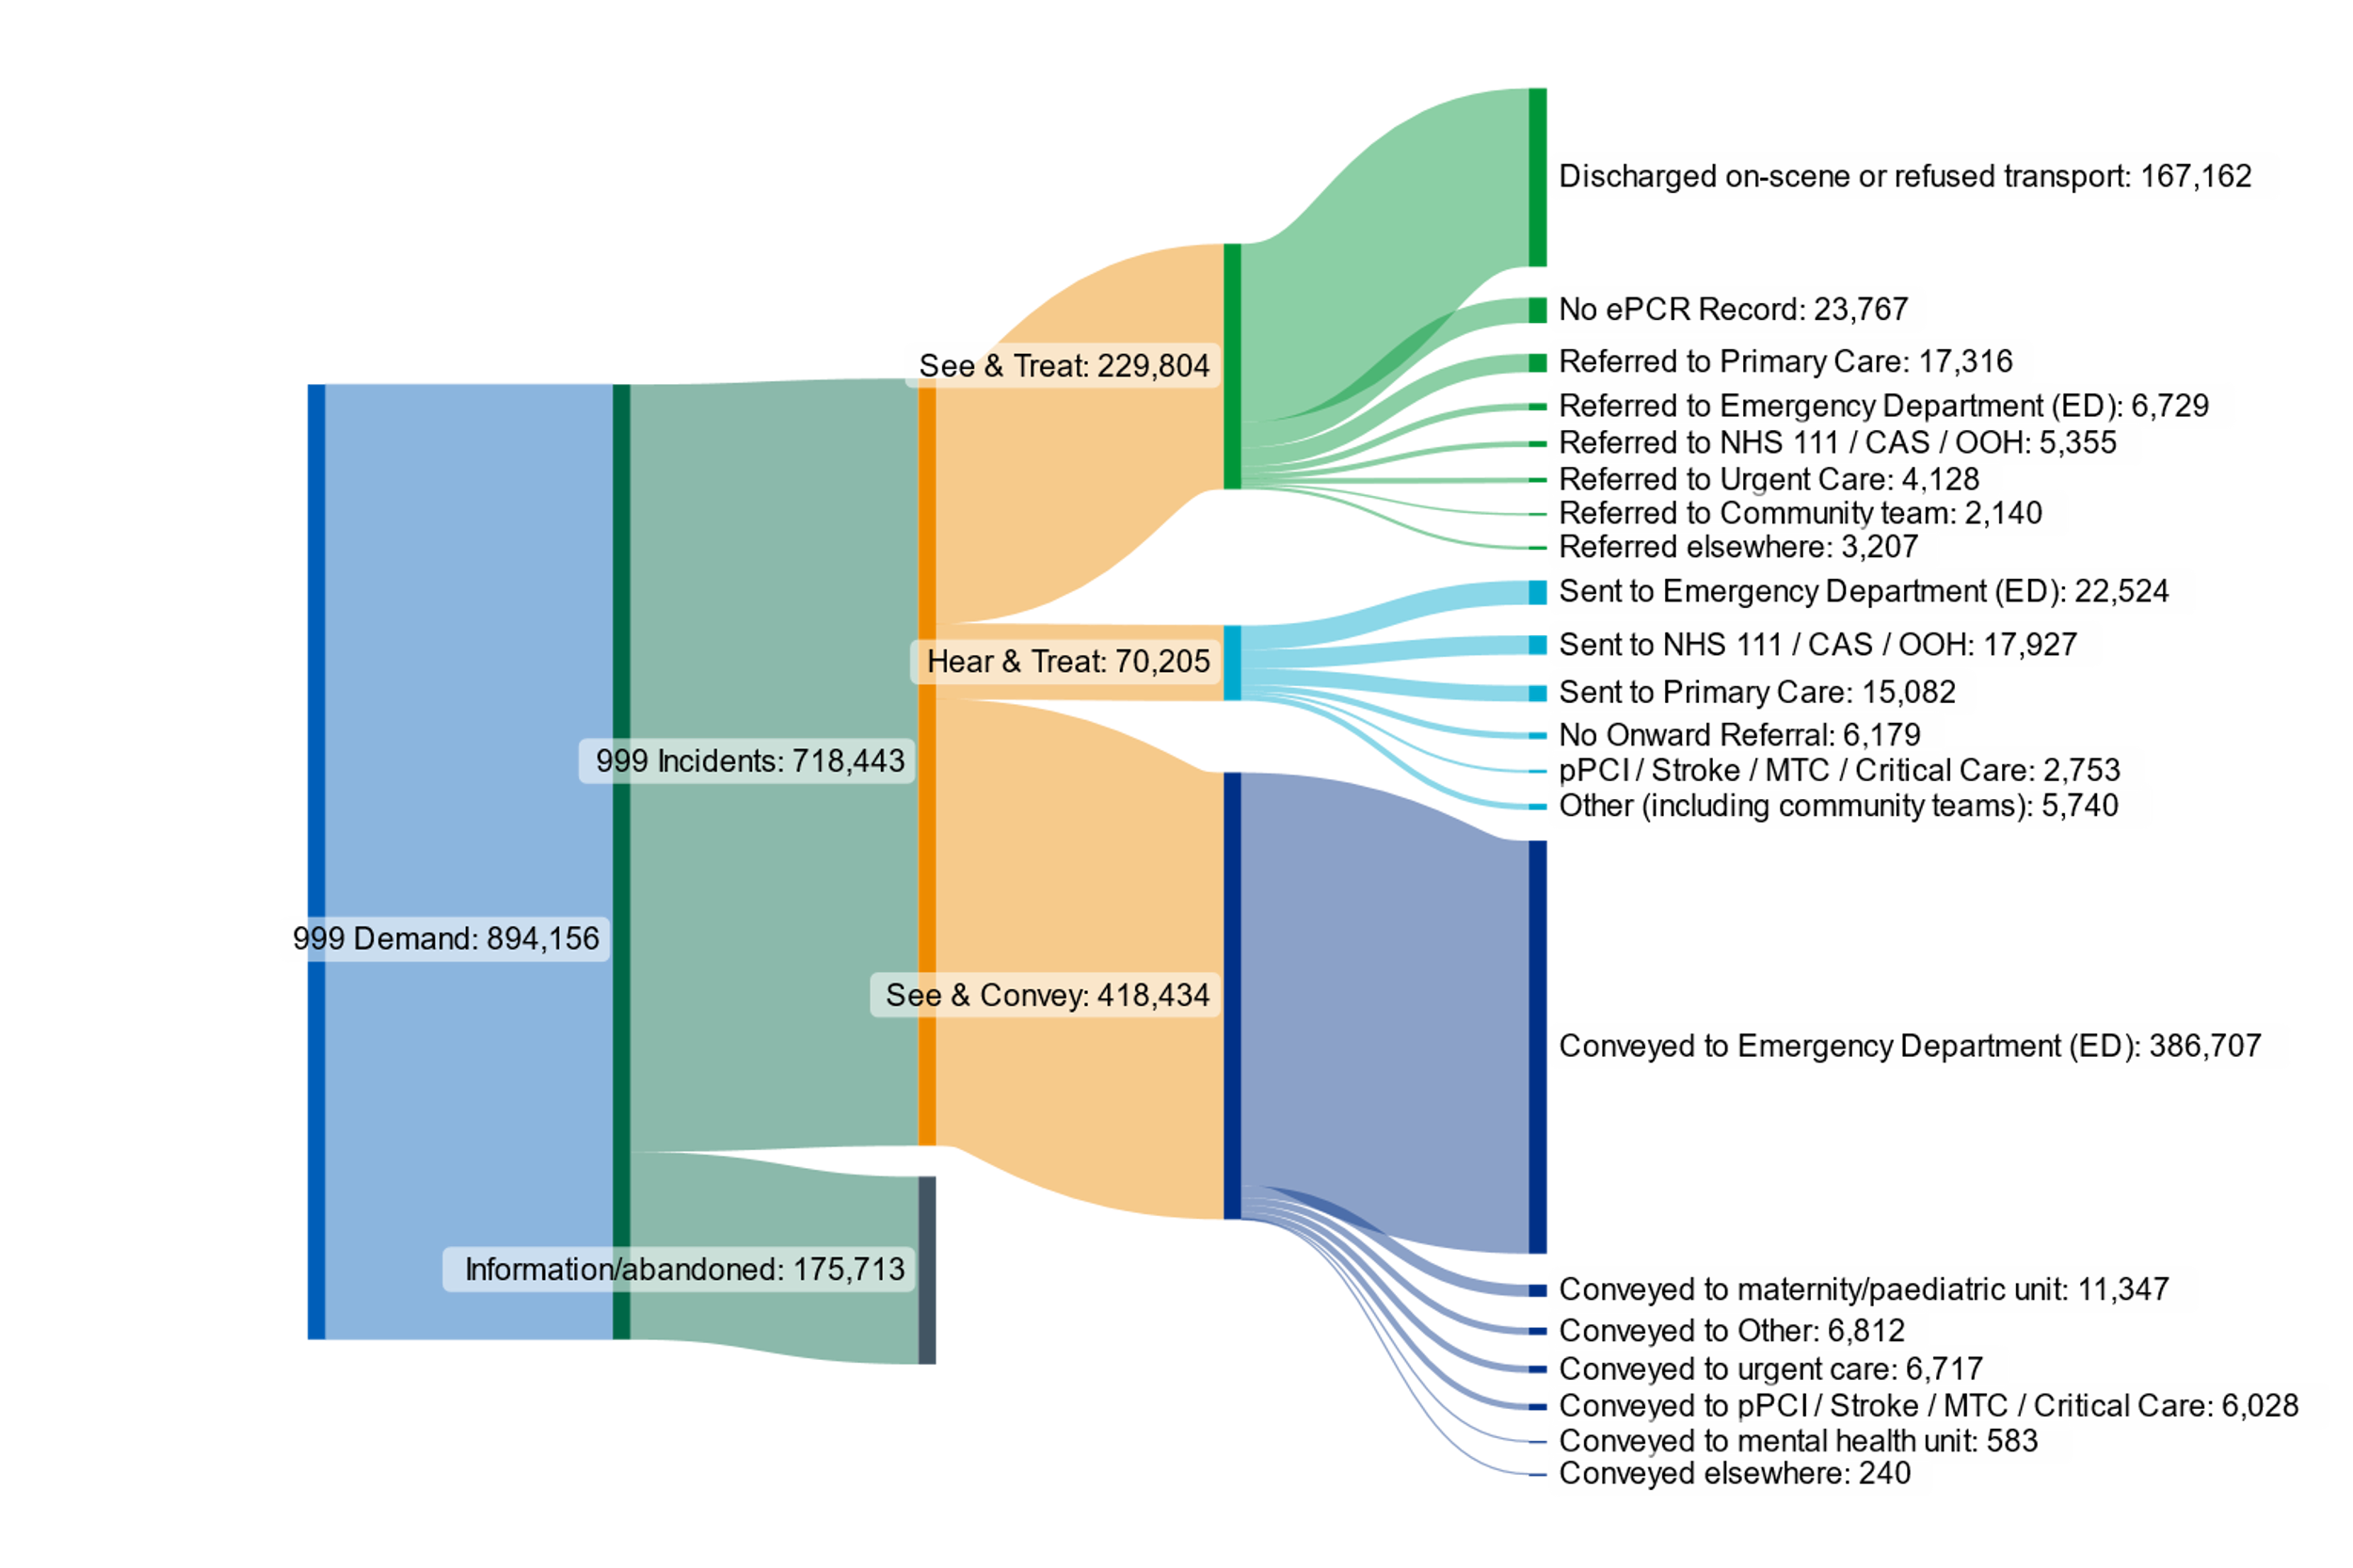 999 Demand: 894,156
999 Incidents: 718,443
Information/abandoned: 175,713
See & Treat: 229,804
Hear & Treat: 70,205
See & Convey: 418,434
Discharged on-scene or refused transport: 167,162
No ePCR Record: 23,767
Referred to Primary Care: 17,316
Referred to Emergency Department (ED): 6,729
Referred to NHS 111 / CAS / OOH: 5,355
Referred to Urgent Care: 4,128
Referred to Community team: 2,140
Referred elsewhere: 3,207
Sent to Emergency Department (ED): 22,524
Sent to NHS 111 / CAS / OOH: 17,927
Sent to Primary Care: 15,082
No Onward Referral: 6,179
pPCI / Stroke / MTC / Critical Care: 2,753
Other (including community teams): 5,740
Conveyed to Emergency Department (ED): 386,707
Conveyed to maternity/paediatric unit: 11,347
Conveyed to Other: 6,812
Conveyed to urgent care: 6,717
Conveyed to pPCI / Stroke / MTC / Critical Care: 6,028
Conveyed to mental health unit: 583
Conveyed elsewhere: 240